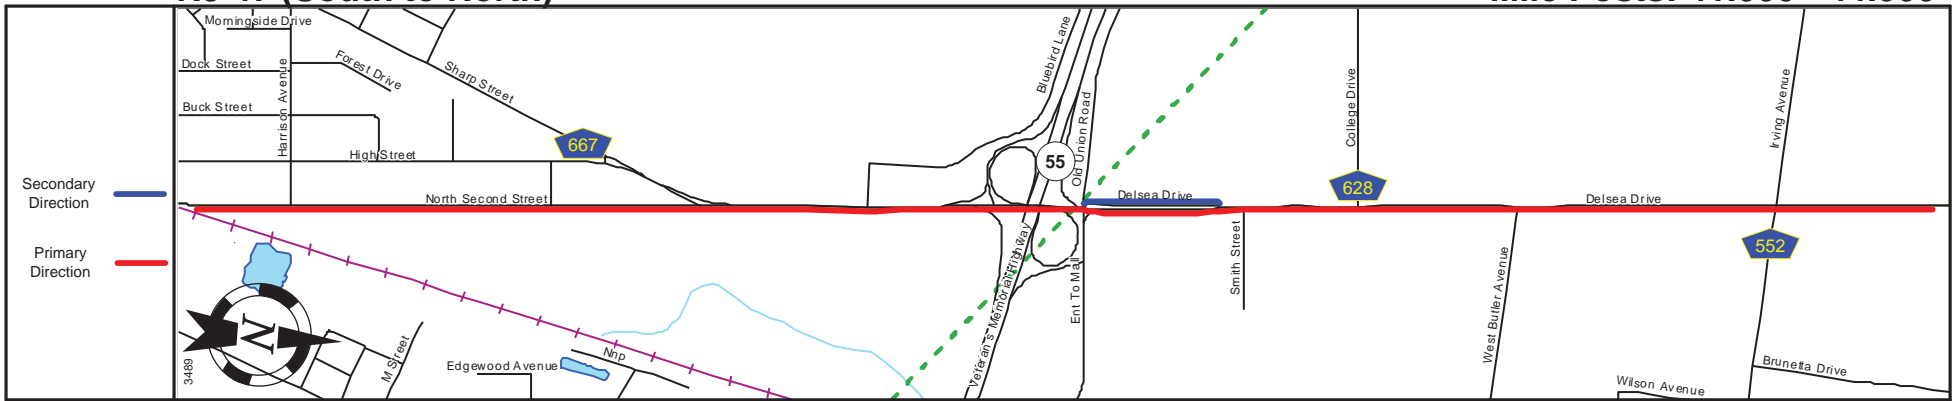 Morningside Drive
Dock Street
Forest Drive
Sharp Street
Buck Street
Harrison Avenue
High Street
667
North Second Street
Bluebird Lane
Old Union Road
55
Delsea Drive
College Drive
628
Delsea Drive
Irving Avenue
552
Secondary
Direction
Primary
Direction
N
3489
M Street
Edgewood Avenue
Nnp
Veteran's Memorial Highway
Ent To Mall
Smith Street
West Butler Avenue
Brunetta Drive
Wilson Avenue